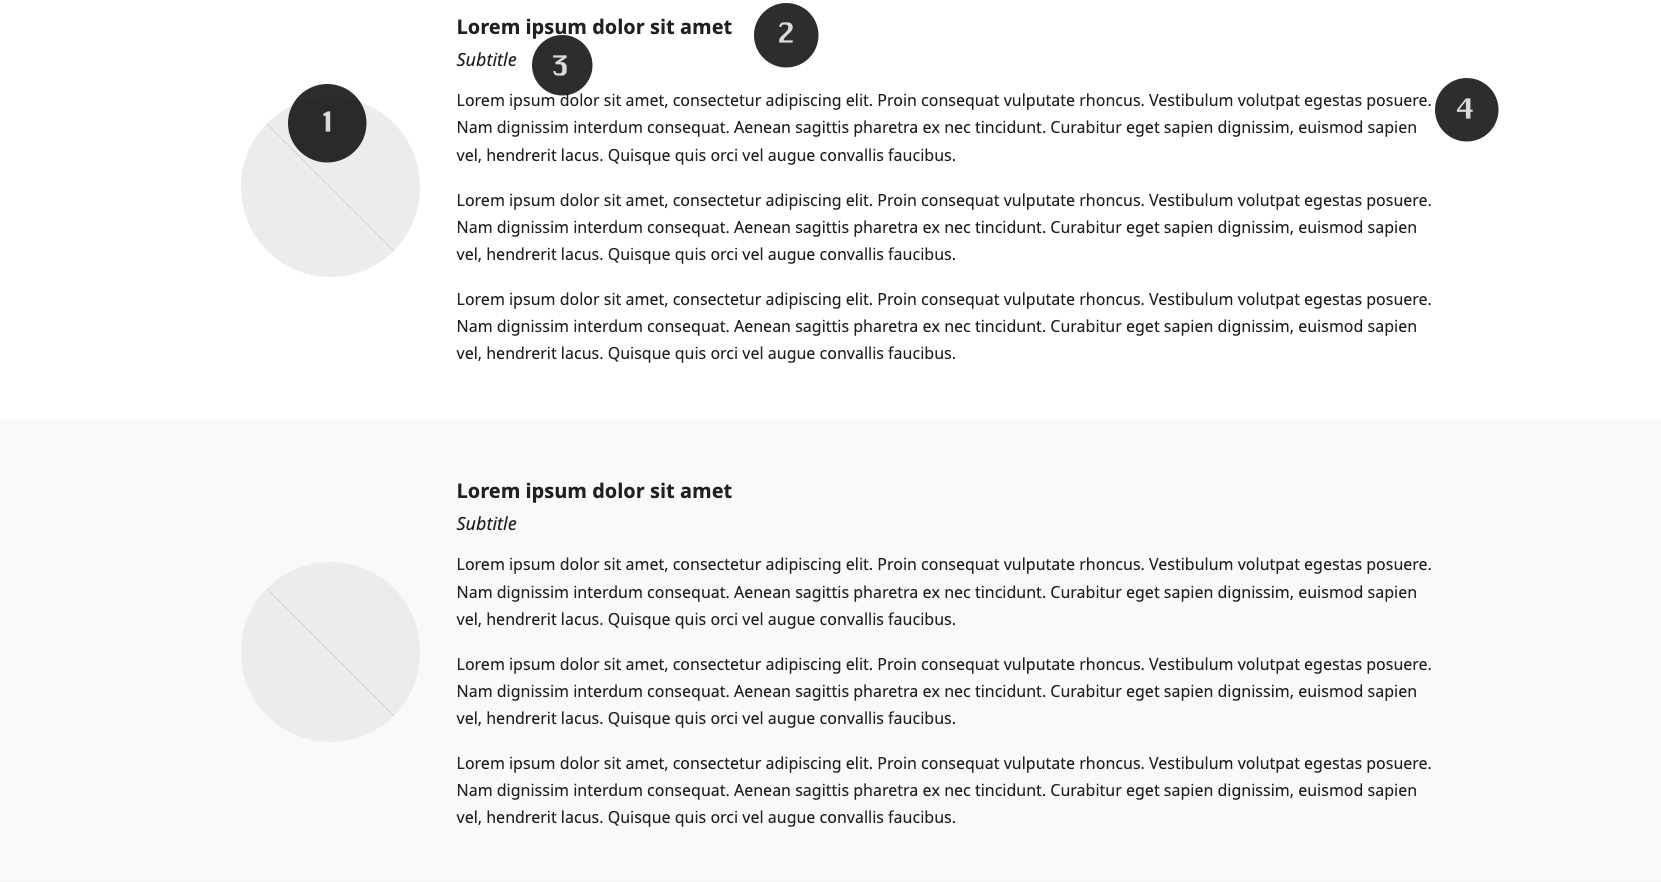 Lorem ipsum dolor sit amet
2
Subtitle
3
1
Lorem ipsum dolor sit amet, consectetur adipiscing elit. Proin consequat vulputate rhoncus. Vestibulum volutpat egestas posuere.
4
Nam dignissim interdum consequat. Aenean sagittis pharetra ex nec tincidunt. Curabitur eget sapien dignissim, euismod sapien
vel, hendrerit lacus. Quisque quis orci vel augue convallis faucibus.
Lorem ipsum dolor sit amet, consectetur adipiscing elit. Proin consequat vulputate rhoncus. Vestibulum volutpat egestas posuere.
Nam dignissim interdum consequat. Aenean sagittis pharetra ex nec tincidunt. Curabitur eget sapien dignissim, euismod sapien
vel, hendrerit lacus. Quisque quis orci vel augue convallis faucibus.
Lorem ipsum dolor sit amet, consectetur adipiscing elit. Proin consequat vulputate rhoncus. Vestibulum volutpat egestas posuere.
Nam dignissim interdum consequat. Aenean sagittis pharetra ex nec tincidunt. Curabitur eget sapien dignissim, euismod sapien
vel, hendrerit lacus. Quisque quis orci vel augue convallis faucibus.
Lorem ipsum dolor sit amet
Subtitle
Lorem ipsum dolor sit amet, consectetur adipiscing elit. Proin consequat vulputate rhoncus. Vestibulum volutpat egestas posuere.
Nam dignissim interdum consequat. Aenean sagittis pharetra ex nec tincidunt. Curabitur eget sapien dignissim, euismod sapien
vel, hendrerit lacus. Quisque quis orci vel augue convallis faucibus.
Lorem ipsum dolor sit amet, consectetur adipiscing elit. Proin consequat vulputate rhoncus. Vestibulum volutpat egestas posuere.
Nam dignissim interdum consequat. Aenean sagittis pharetra ex nec tincidunt. Curabitur eget sapien dignissim, euismod sapien
vel, hendrerit lacus. Quisque quis orci vel augue convallis faucibus.
Lorem ipsum dolor sit amet, consectetur adipiscing elit. Proin consequat vulputate rhoncus. Vestibulum volutpat egestas posuere.
Nam dignissim interdum consequat. Aenean sagittis pharetra ex nec tincidunt. Curabitur eget sapien dignissim, euismod sapien
vel, hendrerit lacus. Quisque quis orci vel augue convallis faucibus.